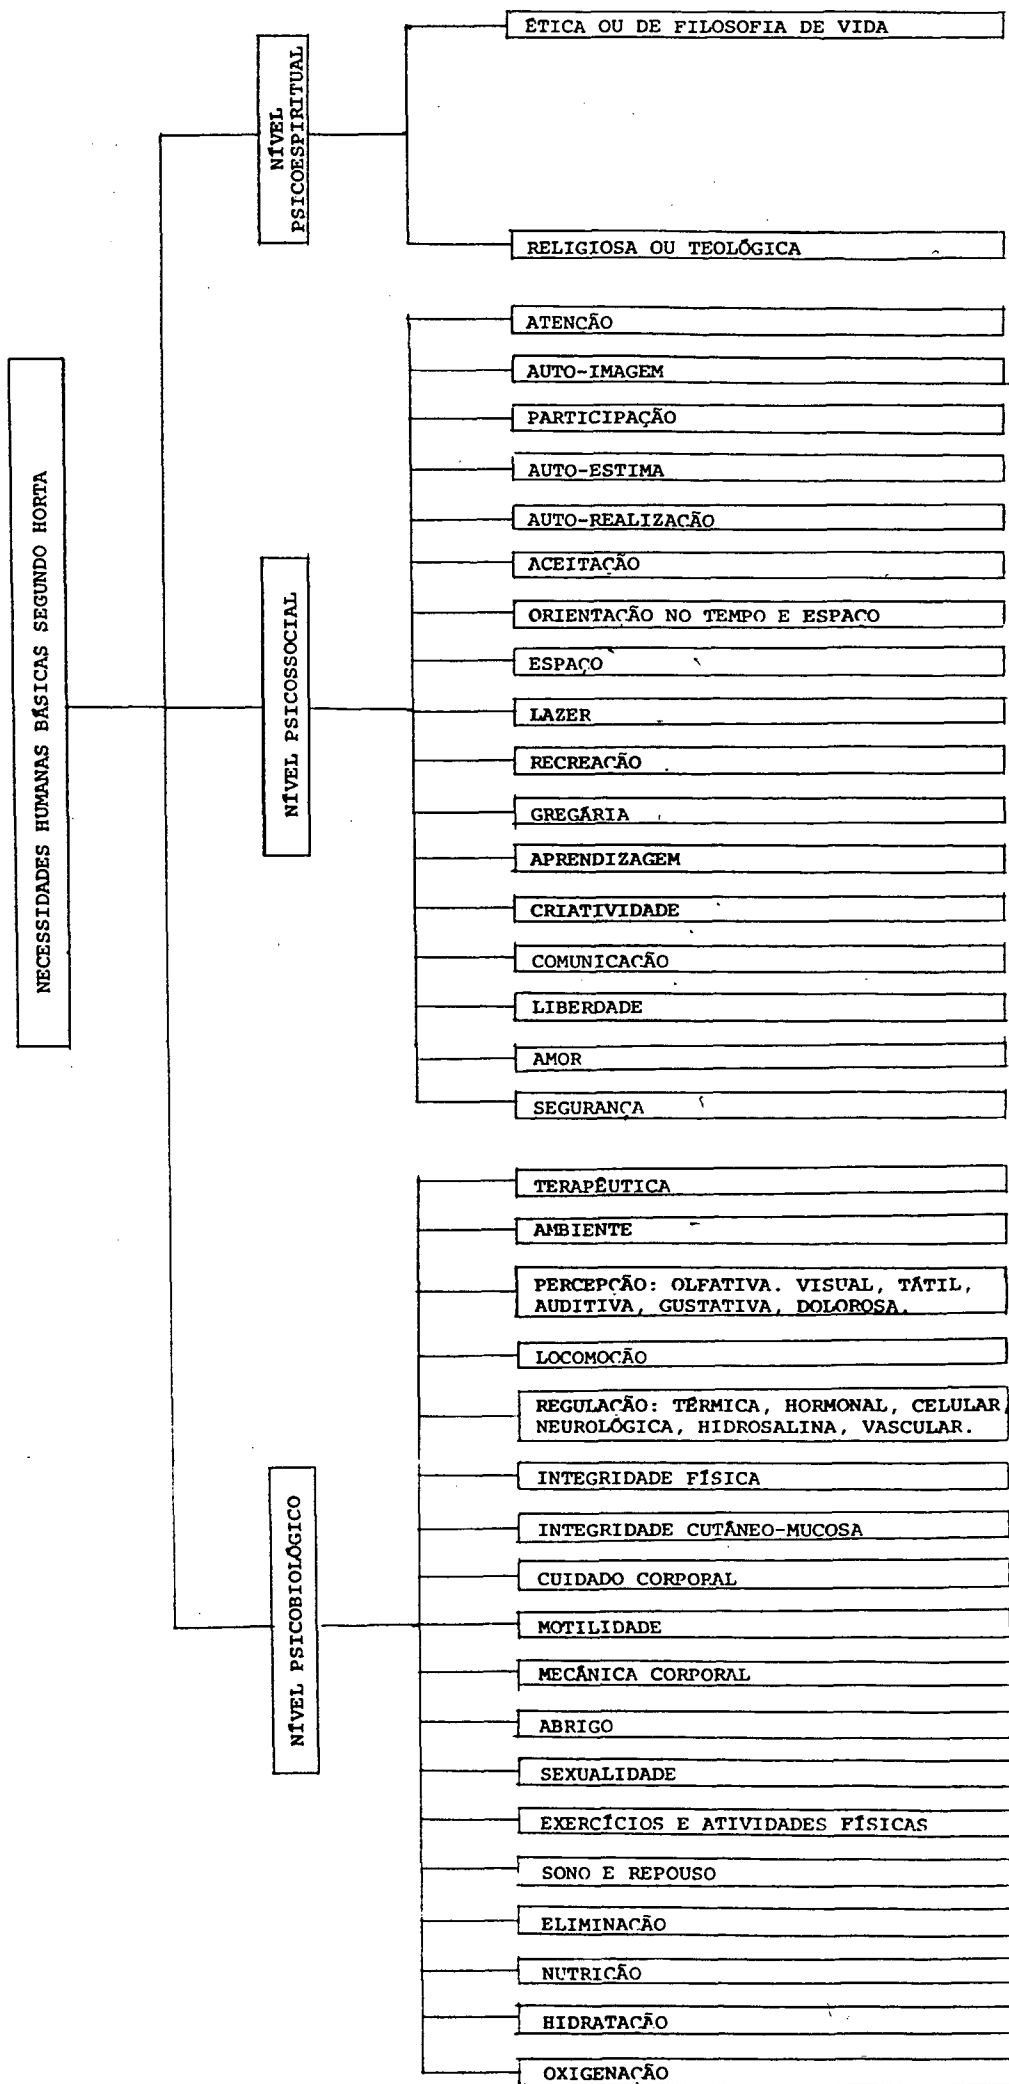 NECESSIDADES HUMANAS BÁSICAS SEGUNDO HORTA
NÍVEL
PSICOESPIRITUAL
ÉTICA OU DE FILOSOFIA DE VIDA
RELIGIOSA OU TEOLÓGICA
NÍVEL PSICOSSOCIAL
ATENÇÃO
AUTO-IMAGEM
PARTICIPAÇÃO
AUTO-ESTIMA
AUTO-REALIZAÇÃO
ACEITAÇÃO
ORIENTAÇÃO NO TEMPO E ESPAÇO
ESPAÇO
LAZER
RECREAÇÃO
GREGÁRIA
APRENDIZAGEM
CRIATIVIDADE
COMUNICAÇÃO
LIBERDADE
AMOR
SEGURANÇA
NÍVEL PSICOBIOLÓGICO
TERAPÊUTICA
AMBIENTE
PERCEPÇÃO: OLFATIVA. VISUAL, TÁTIL,
AUDITIVA, GUSTATIVA, DOLOROSA.
LOCOMOÇÃO
REGULAÇÃO: TÉRMICA, HORMONAL, CELULAR,
NEUROLÓGICA, HIDROSALINA, VASCULAR.
INTEGRIDADE FÍSICA
INTEGRIDADE CUTÂNEO-MUCOSA
CUIDADO CORPORAL
MOTILIDADE
MECÂNICA CORPORAL
ABRIGO
SEXUALIDADE
EXERCÍCIOS E ATIVIDADES FÍSICAS
SONO E REPOUSO
ELIMINAÇÃO
NUTRIÇÃO
HIDRATAÇÃO
OXIGENAÇÃO